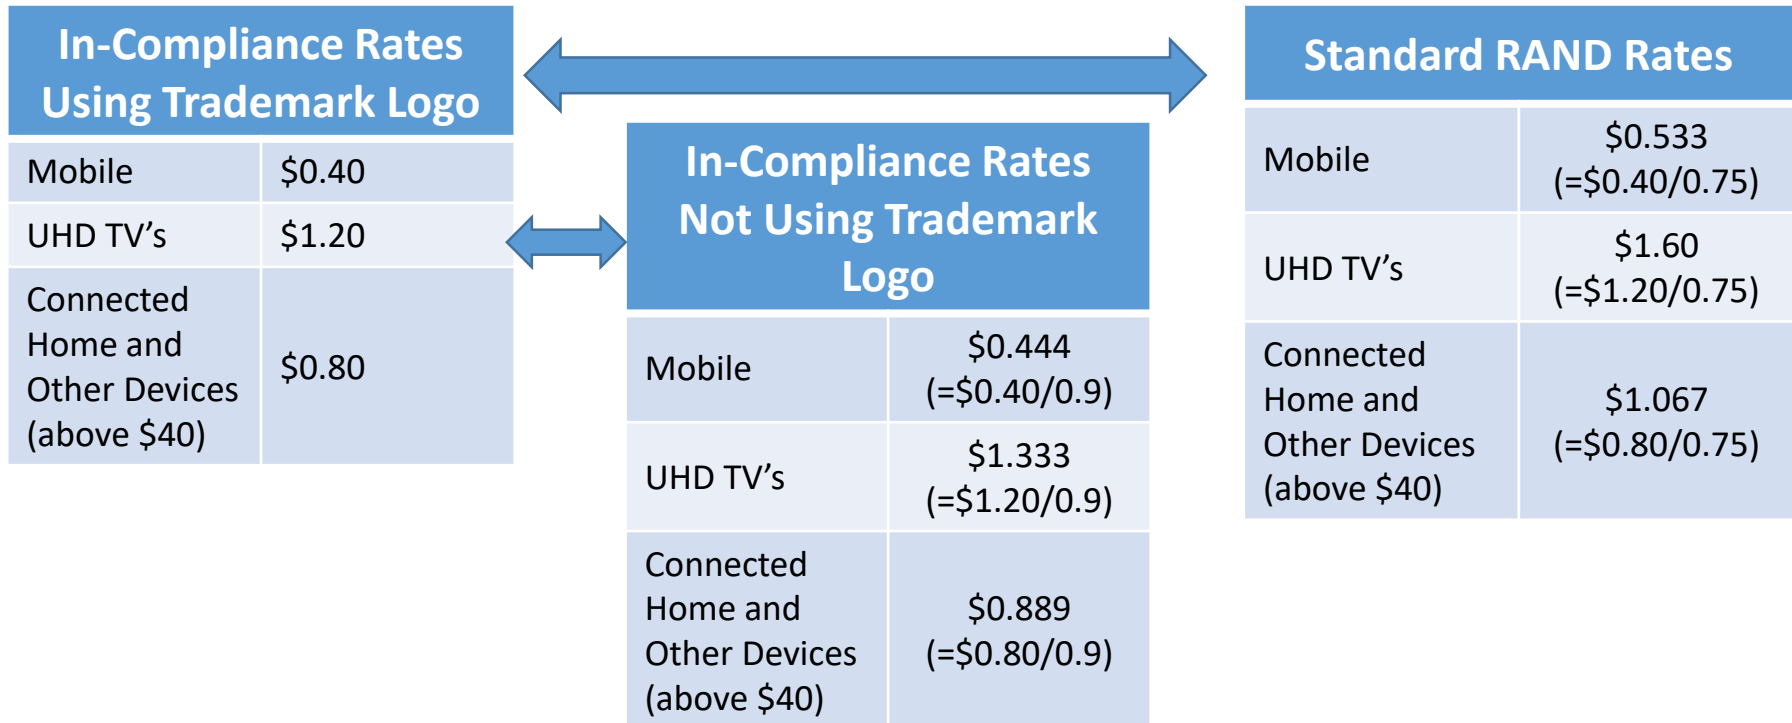 In-Compliance Rates
Using Trademark Logo
Mobile
$0.40
UHD TV’s
$1.20
Connected
Home and
Other Devices
(above $40)
$0.80
In-Compliance Rates
Not Using Trademark
Logo
Mobile
$0.444
(=$0.40/0.9)
UHD TV’s
$1.333
(=$1.20/0.9)
Connected
Home and
Other Devices
(above $40)
$0.889
(=$0.80/0.9)
Standard RAND Rates
Mobile
$0.533
(=$0.40/0.75)
UHD TV’s
$1.60
(=$1.20/0.75)
Connected
Home and
Other Devices
(above $40)
$1.067
(=$0.80/0.75)